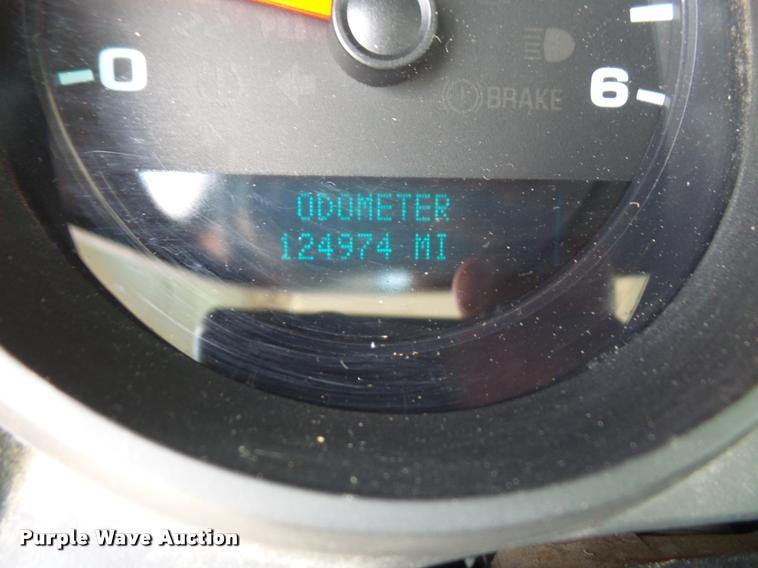 0
6
BRAKE
ODOMETER
124974 MI
Purple Wave Auction